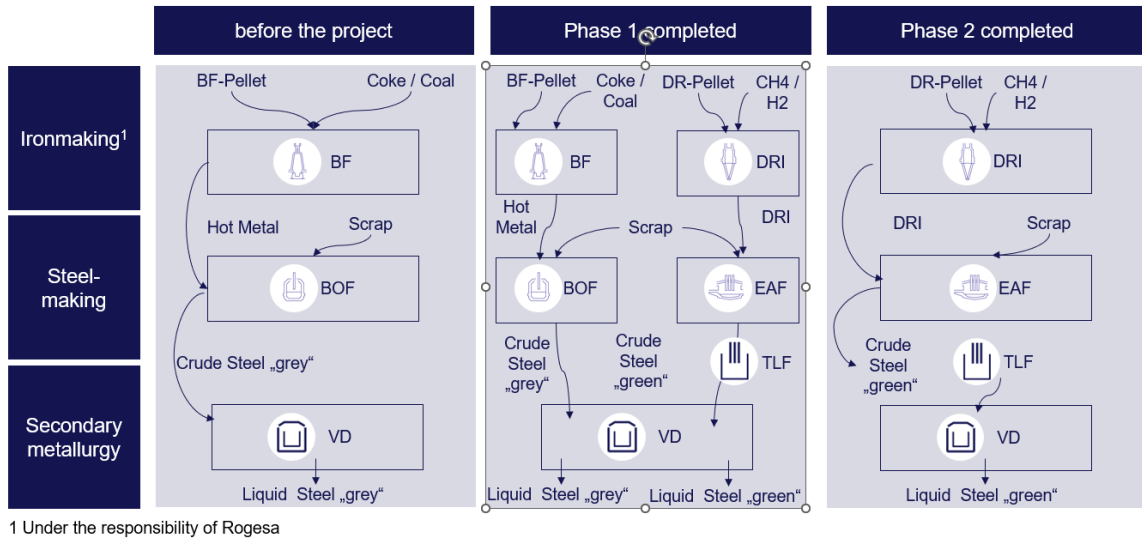 before the project
Phase 1 completed
Phase 2 completed
Ironmaking1
BF-Pellet
Coke / Coal
BF
Hot Metal
BF-Pellet
Coke /
Coal
DR-Pellet
CH4 /
H2
BF
DRI
Hot
Metal
DRI
DR-Pellet
CH4 /
H2
DRI
DRI
Steel-
making
Scrap
BOF
Crude Steel „grey“
Scrap
BOF
EAF
Crude
Steel
„grey“
Crude
Steel
„green“
TLF
Scrap
EAF
Crude
Steel
„green“
TLF
Secondary
metallurgy
VD
Liquid Steel „grey“
VD
Liquid Steel „grey“
Liquid Steel „green“
VD
Liquid Steel „green“
1 Under the responsibility of Rogesa